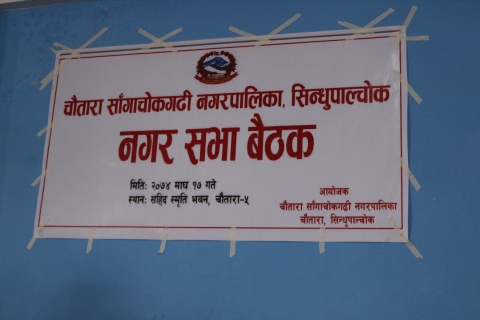 चौतारा साँगाचोकगढी नगरपालिका, सिन्धुपाल्चोक
नगर सभा बैठक
मितिः २०७४ माघ १७ गते
स्थानः सहिद स्मृति भवन, चौतारा-५
आयोजक
चौतारा साँगाचोकगढी नगरपालिका
चौतारा, सिन्धुपाल्चोक